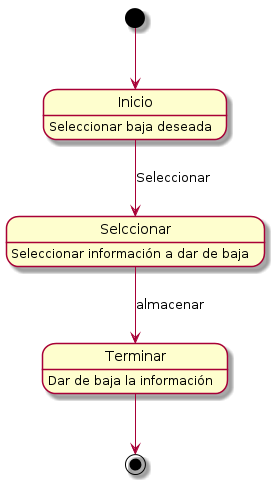 Inicio
Seleccionar baja deseada
Seleccionar
Selccionar
Seleccionar información a dar de baja
almacenar
Terminar
Dar de baja la información